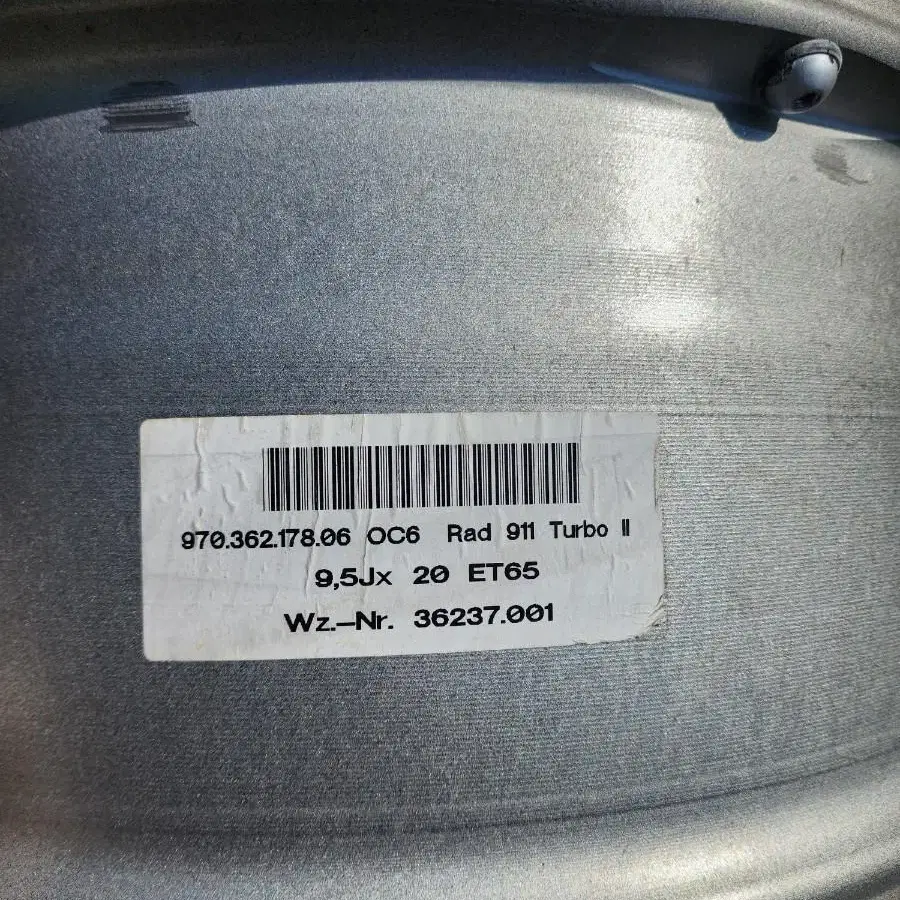 970.362.178.06 OC6 Rad 911 Turbo II
9,5Jx 20 ET65
Wz.-Nr. 36237.001